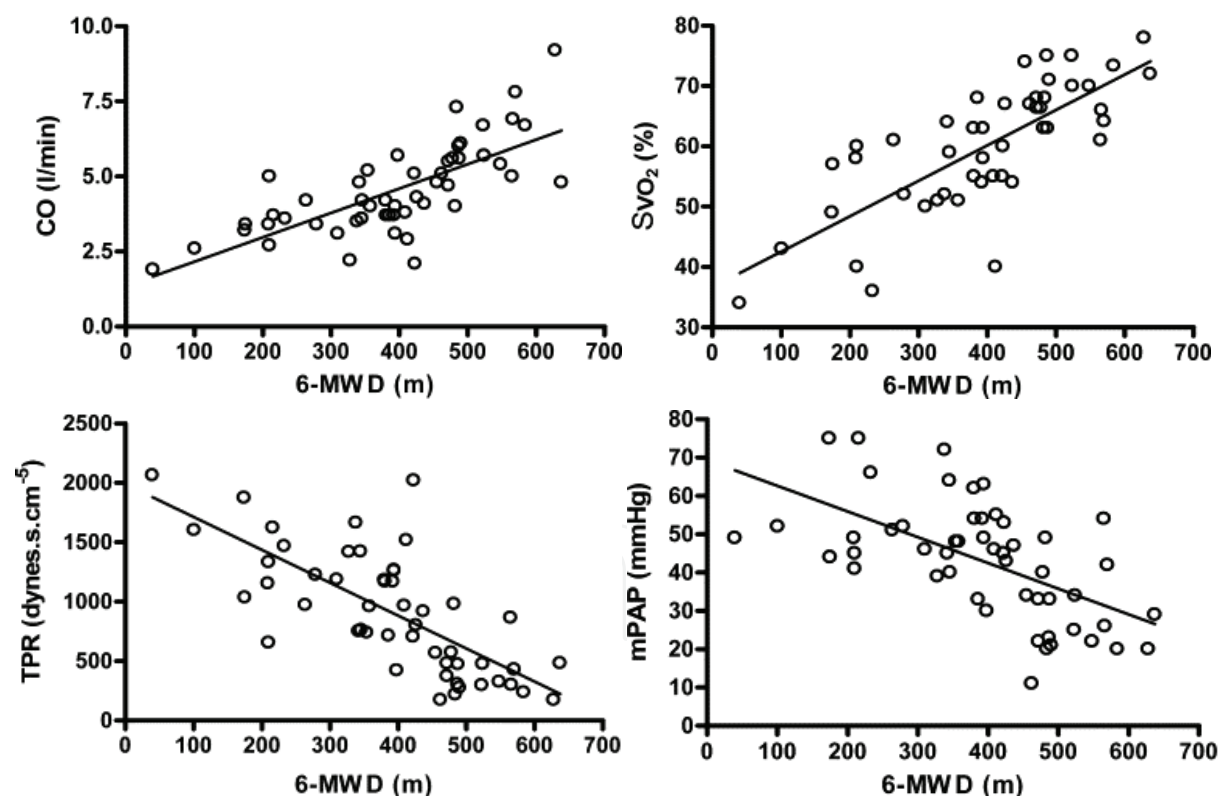 10.0
7.5
5.0
2.5
0.0
CO (l/min)
0 100 200 300 400 500 600 700
6-MWD (m)
80
70
60
50
40
30
SvO₂ (%)
0 100 200 300 400 500 600 700
6-MWD (m)
2500
2000
1500
1000
500
0
TPR (dynes.s.cm⁻⁵)
0 100 200 300 400 500 600 700
6-MWD (m)
80
70
60
50
40
30
20
10
0
mPAP (mmHg)
0 100 200 300 400 500 600 700
6-MWD (m)